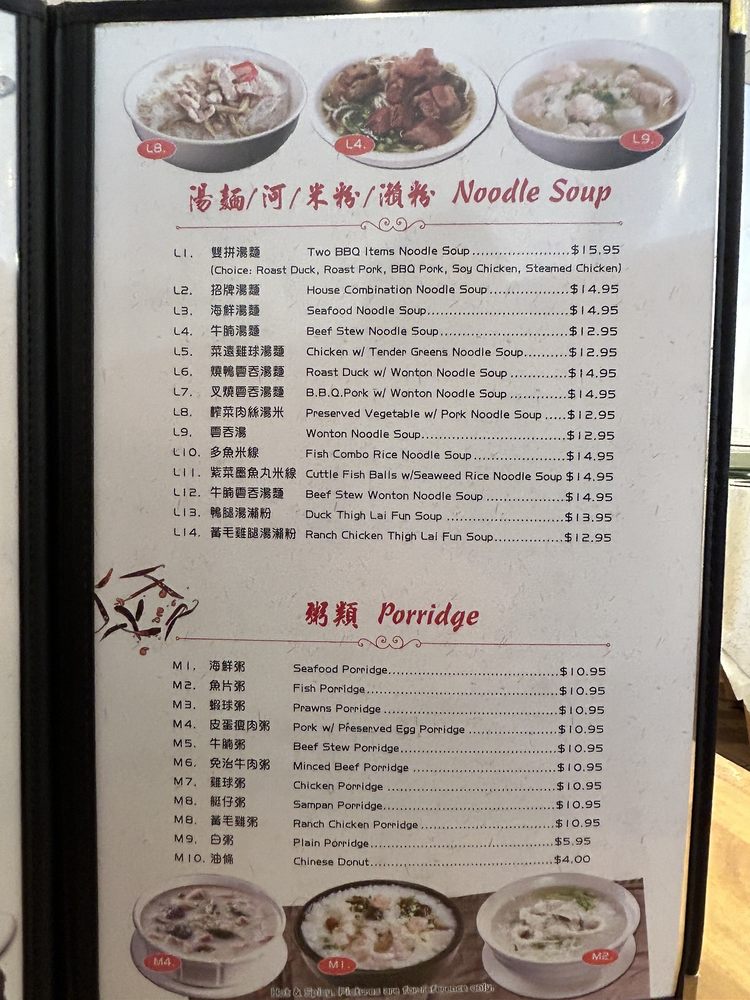 L8.
L4.
L9.
湯麵/河/米粉/瀨粉 Noodle Soup
L1. 雙拼湯麵 Two BBQ Items Noodle Soup......................$15.95
(Choice: Roast Duck, Roast Pork, BBQ Pork, Soy Chicken, Steamed Chicken)
L2. 招牌湯麵 House Combination Noodle Soup..................$14.95
L3. 海鮮湯麵 Seafood Noodle Soup................................$14.95
L4. 牛腩湯麵 Beef Stew Noodle Soup.............................$12.95
L5. 菜遠雞球湯麵 Chicken w/ Tender Greens Noodle Soup..........$12.95
L6. 燒鴨雲吞湯麵 Roast Duck w/ Wonton Noodle Soup .............$14.95
L7. 叉燒雲吞湯麵 B.B.Q.Pork w/ Wonton Noodle Soup .............$14.95
L8. 榨菜肉絲湯米 Preserved Vegetable w/ Pork Noodle Soup .....$12.95
L9. 雲吞湯 Wonton Noodle Soup.................................$12.95
L10. 多魚米線 Fish Combo Rice Noodle Soup .....................$14.95
L11. 紫菜墨魚丸米線 Cuttle Fish Balls w/Seaweed Rice Noodle Soup $14.95
L12. 牛腩雲吞湯麵 Beef Stew Wonton Noodle Soup ..................$14.95
L13. 鴨腿湯瀨粉 Duck Thigh Lai Fun Soup ..........................$13.95
L14. 黃毛雞腿湯瀨粉 Ranch Chicken Thigh Lai Fun Soup................$12.95
粥類 Porridge
M1. 海鮮粥 Seafood Porridge.......................................$10.95
M2. 魚片粥 Fish Porridge............................................$10.95
M3. 蝦球粥 Prawns Porridge ........................................$10.95
M4. 皮蛋瘦肉粥 Pork w/ Preserved Egg Porridge .....................$10.95
M5. 牛腩粥 Beef Stew Porridge....................................$10.95
M6. 免治牛肉粥 Minced Beef Porridge .................................$10.95
M7. 雞球粥 Chicken Porridge .......................................$10.95
M8. 艇仔粥 Sampan Porridge........................................$10.95
M8. 黃毛雞粥 Ranch Chicken Porridge ...............................$10.95
M9. 白粥 Plain Porridge..........................................$5.95
M10. 油條 Chinese Donut..........................................$4.00
M4.
M1.
M2.
Hot & Spicy. Pictures are for reference only.